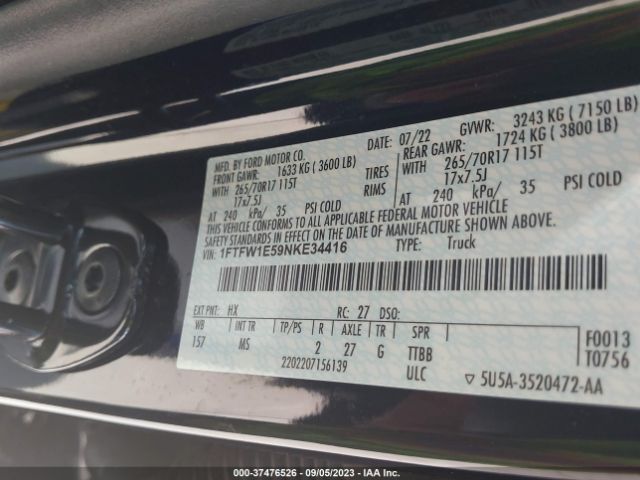 MFD. BY FORD MOTOR CO. DATE: 07/22 GVWR: 3243 KG ( 7150 LB)
FRONT GAWR: 1633 KG ( 3600 LB) REAR GAWR: 1724 KG ( 3800 LB)
WITH 265/70R17 115T TIRES WITH 265/70R17 115T
17x7.5J RIMS 17x7.5J
AT 240 kPa/ 35 PSI COLD AT 240 kPa/ 35 PSI COLD
THIS VEHICLE CONFORMS TO ALL APPLICABLE FEDERAL MOTOR VEHICLE
SAFETY STANDARDS IN EFFECT ON THE DATE OF MANUFACTURE SHOWN ABOVE.
VIN: 1FTFW1E59NKE34416 TYPE: Truck
EXT PNT: HX RC: 27 DSO:
WB INT TR TP/PS R AXLE TR SPR F0013
157 MS 2 27 G TTBB T0756
2202207156139 ULC ▽ 5U5A-3520472-AA
000-37476526 - 09/05/2023 - IAA Inc.